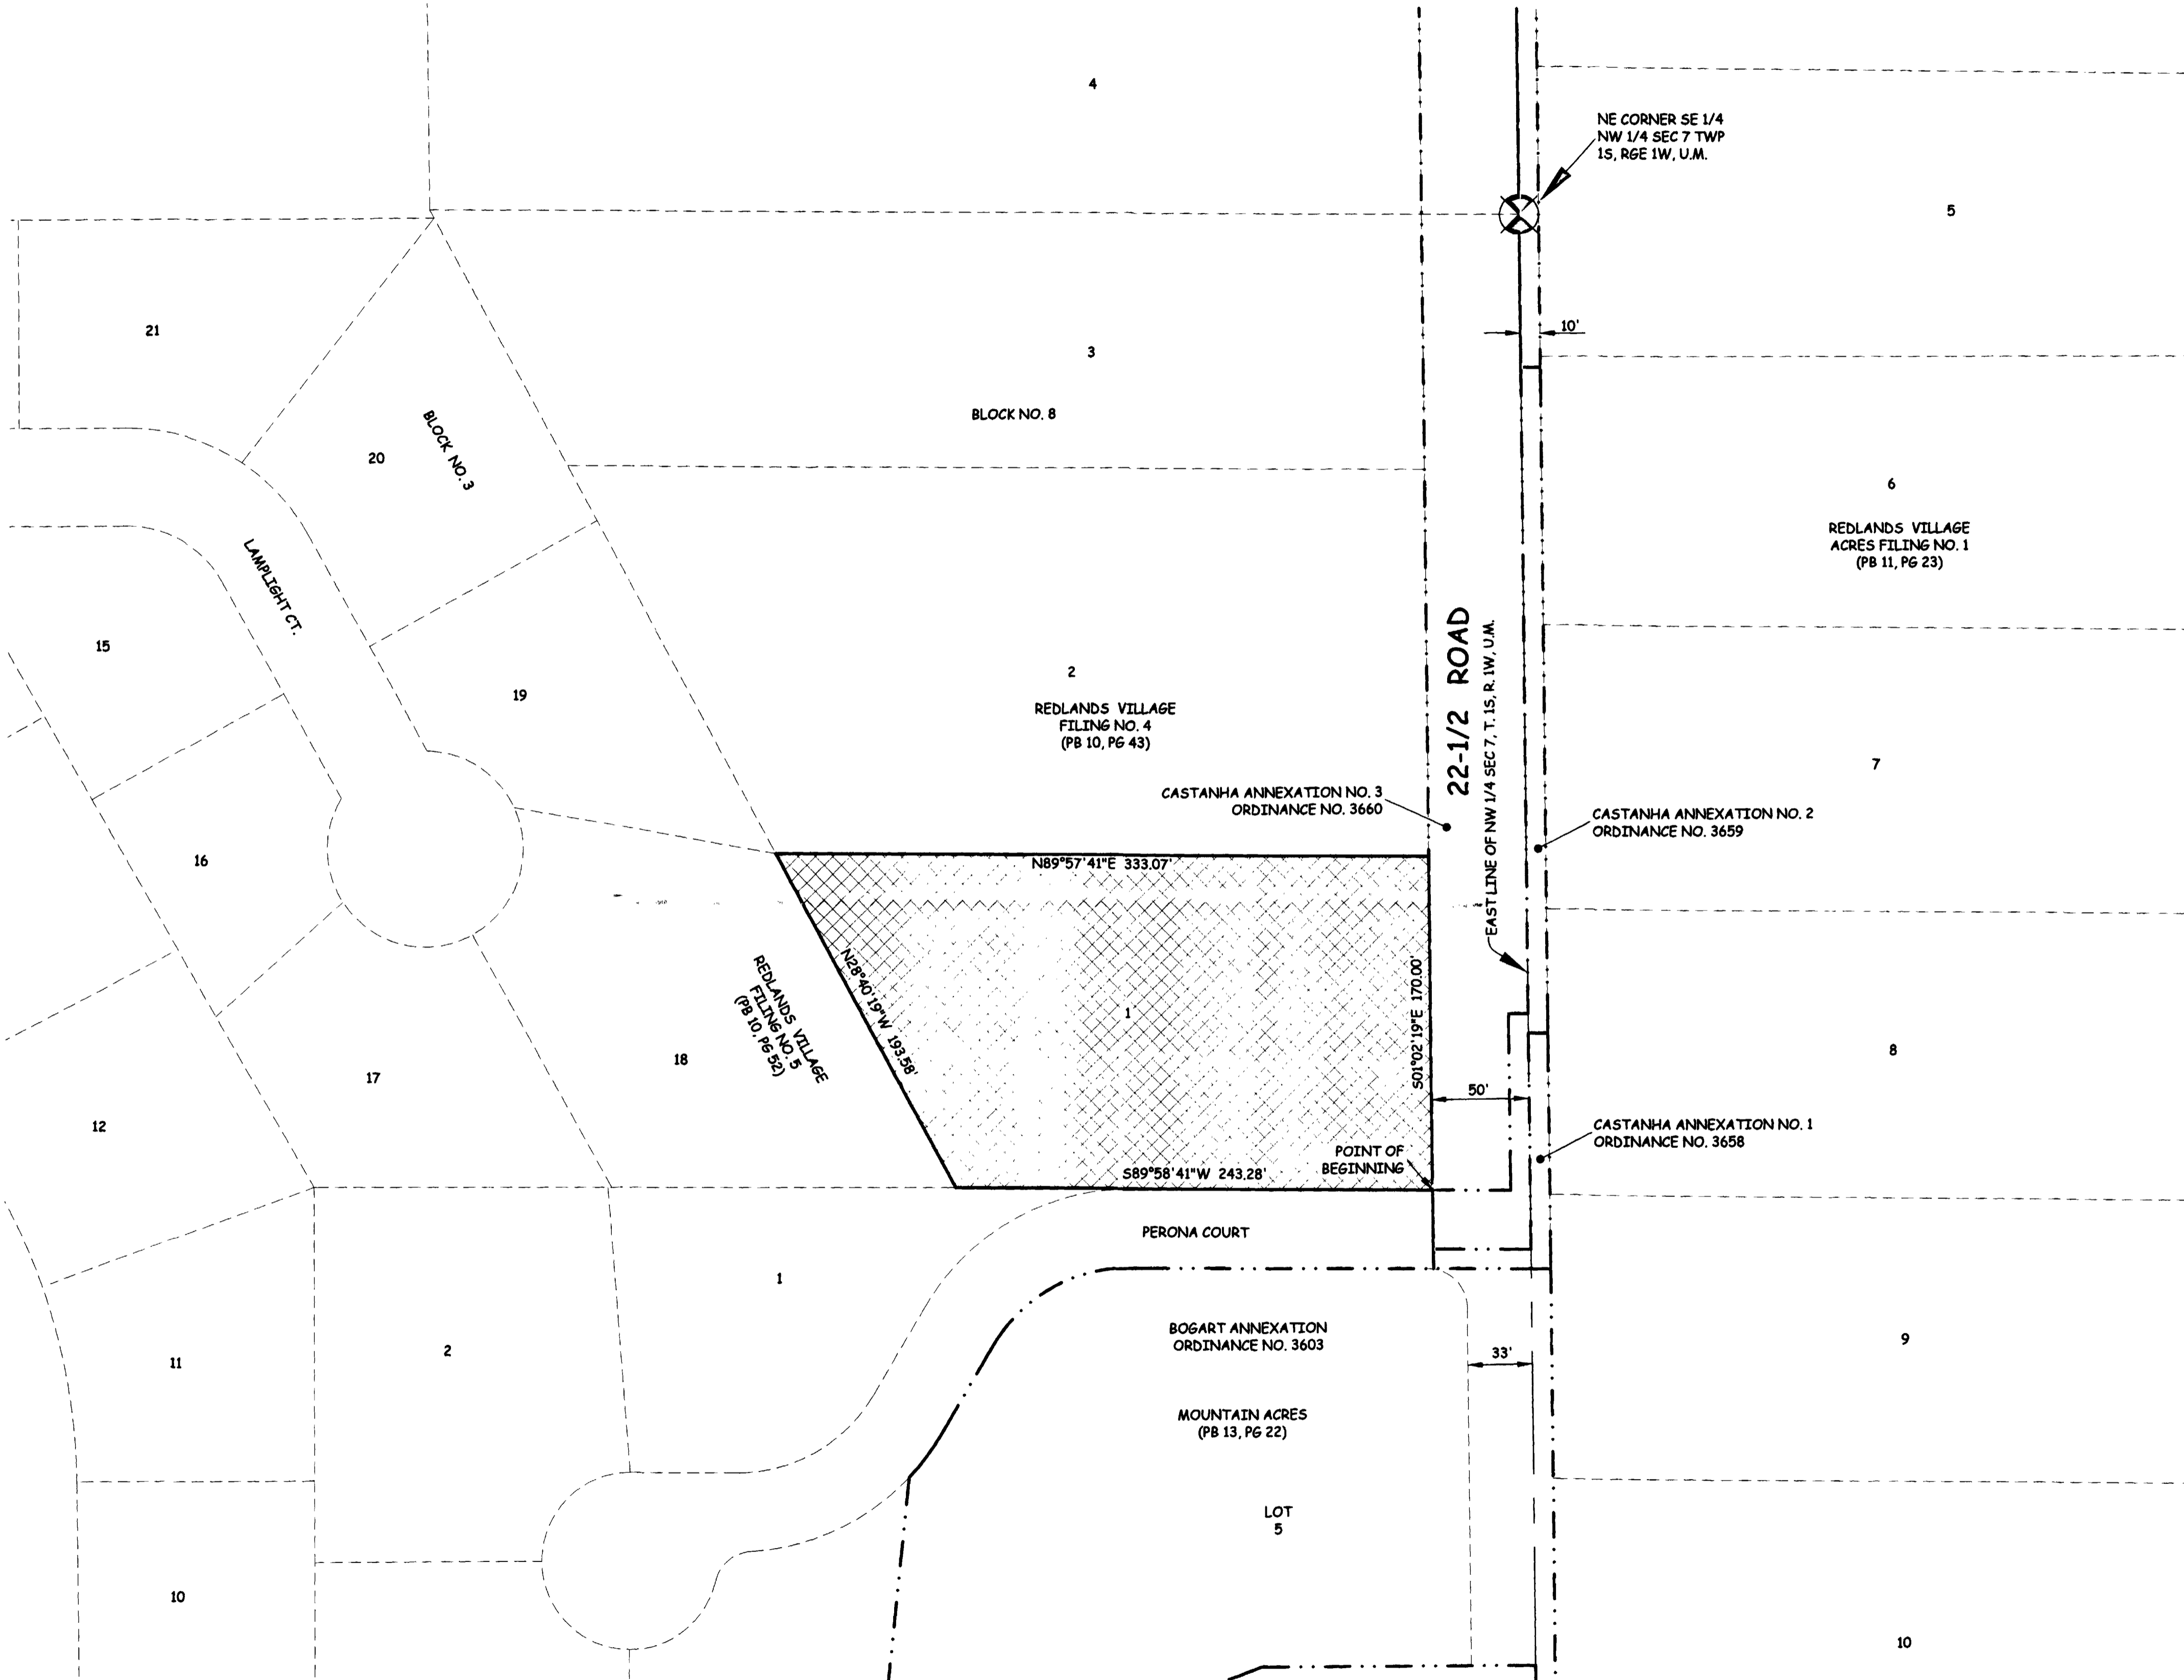 4
NE CORNER SE 1/4
NW 1/4 SEC 7 TWP
1S, RGE 1W, U.M.
5
10'
21
3
BLOCK NO. 8
20
BLOCK NO. 3
6
REDLANDS VILLAGE
ACRES FILING NO. 1
(PB 11, PG 23)
LAMPLIGHT CT.
15
19
2
REDLANDS VILLAGE
FILING NO. 4
(PB 10, PG 43)
22-1/2 ROAD
EAST LINE OF NW 1/4 SEC 7, T. 1S, R. 1W, U.M.
7
CASTANHA ANNEXATION NO. 3
ORDINANCE NO. 3660
CASTANHA ANNEXATION NO. 2
ORDINANCE NO. 3659
16
N89°57'41"E 333.07'
N28°40'19"W 193.58'
S01°02'19"E 170.00'
1
REDLANDS VILLAGE
FILING NO. 5
(PB 10, PG 52)
18
17
8
50'
12
CASTANHA ANNEXATION NO. 1
ORDINANCE NO. 3658
POINT OF
BEGINNING
S89°58'41"W 243.28'
PERONA COURT
1
BOGART ANNEXATION
ORDINANCE NO. 3603
9
33'
11
2
MOUNTAIN ACRES
(PB 13, PG 22)
LOT
5
10
10